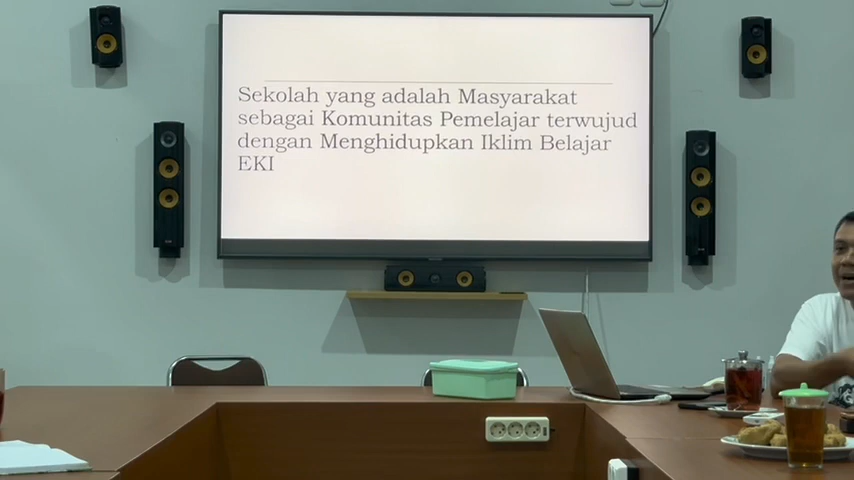 Sekolah yang adalah Masyarakat
sebagai Komunitas Pemelajar terwujud
dengan Menghidupkan Iklim Belajar
EKI